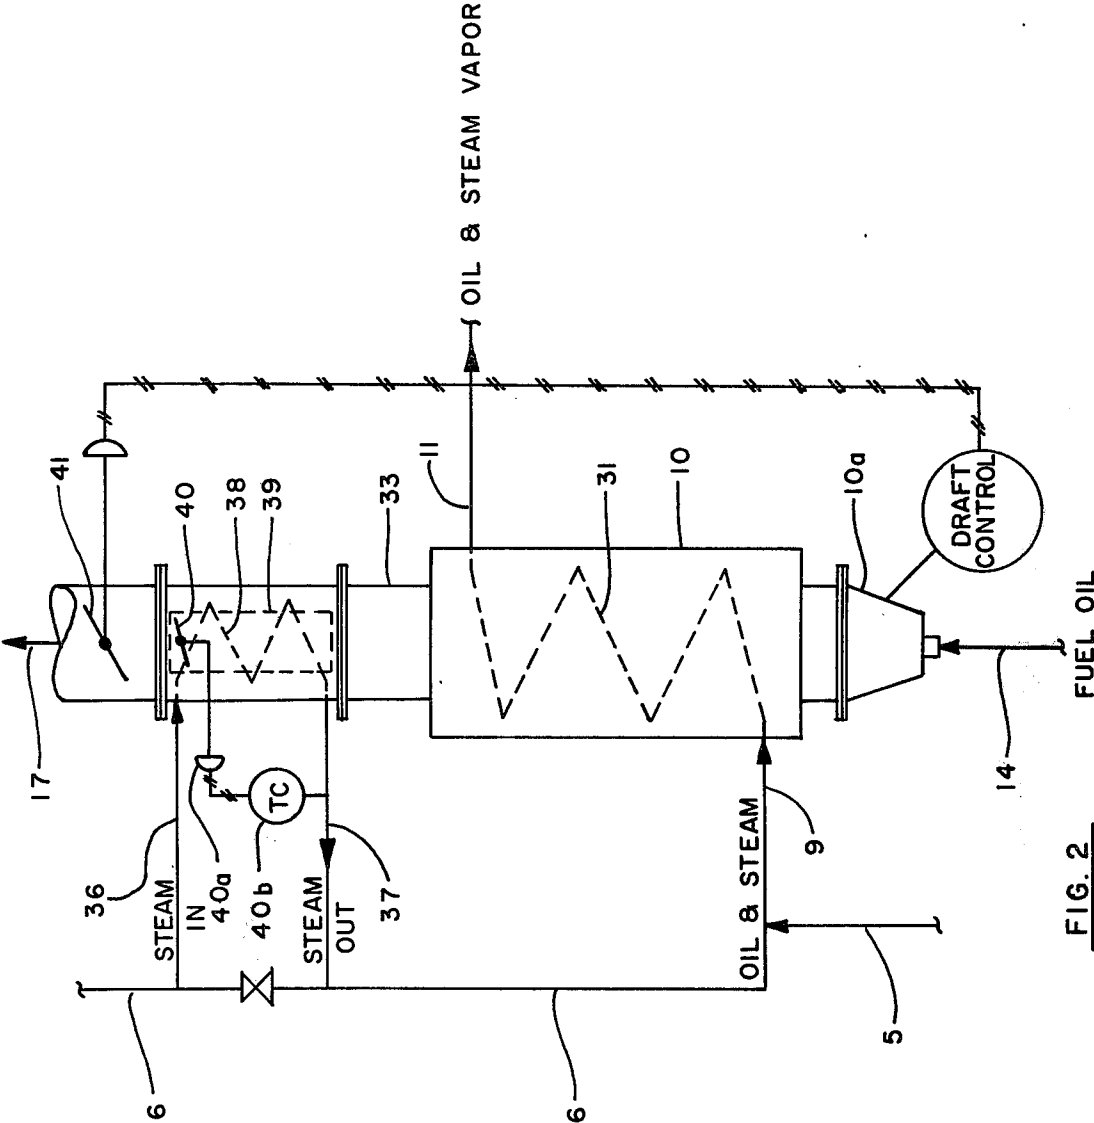 OIL & STEAM VAPOR
41
40
38
39
33
11
31
10
10a
DRAFT
CONTROL
17
36
STEAM
IN
40a
40b
TC
STEAM
OUT
37
OIL & STEAM
9
14
FUEL OIL
6
6
5
FIG. 2